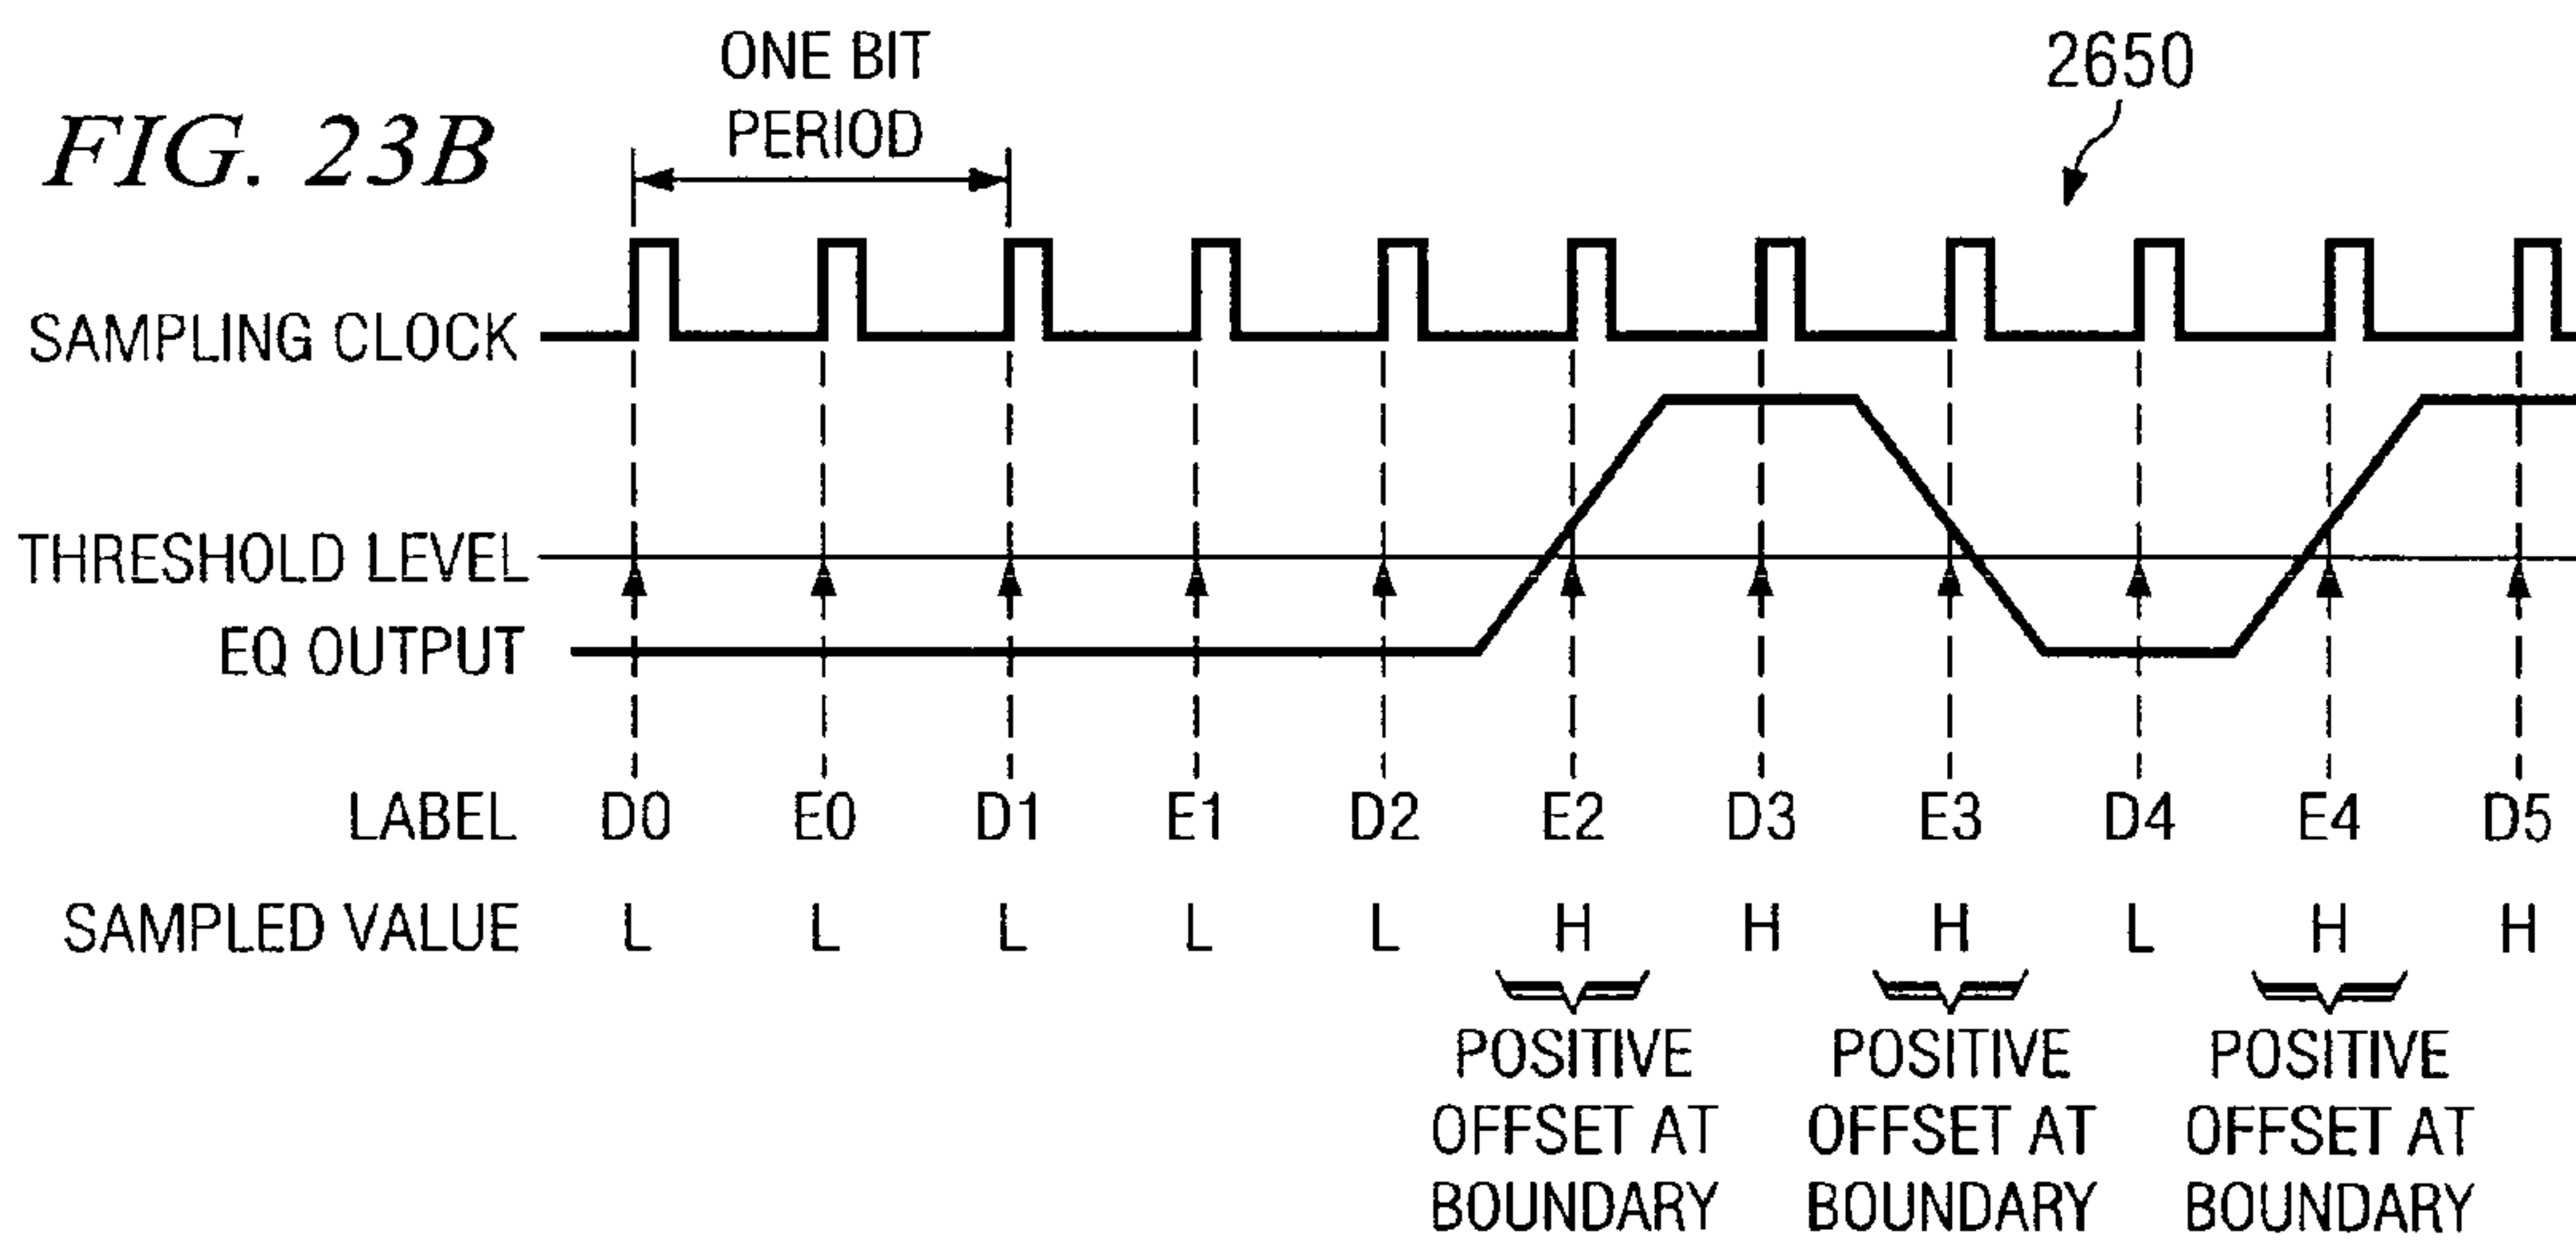 FIG. 23B
ONE BIT
PERIOD
2650
SAMPLING CLOCK
THRESHOLD LEVEL
EQ OUTPUT
LABEL D0 E0 D1 E1 D2 E2 D3 E3 D4 E4 D5
SAMPLED VALUE L L L L L H H H L H H
POSITIVE POSITIVE POSITIVE
OFFSET AT OFFSET AT OFFSET AT
BOUNDARY BOUNDARY BOUNDARY